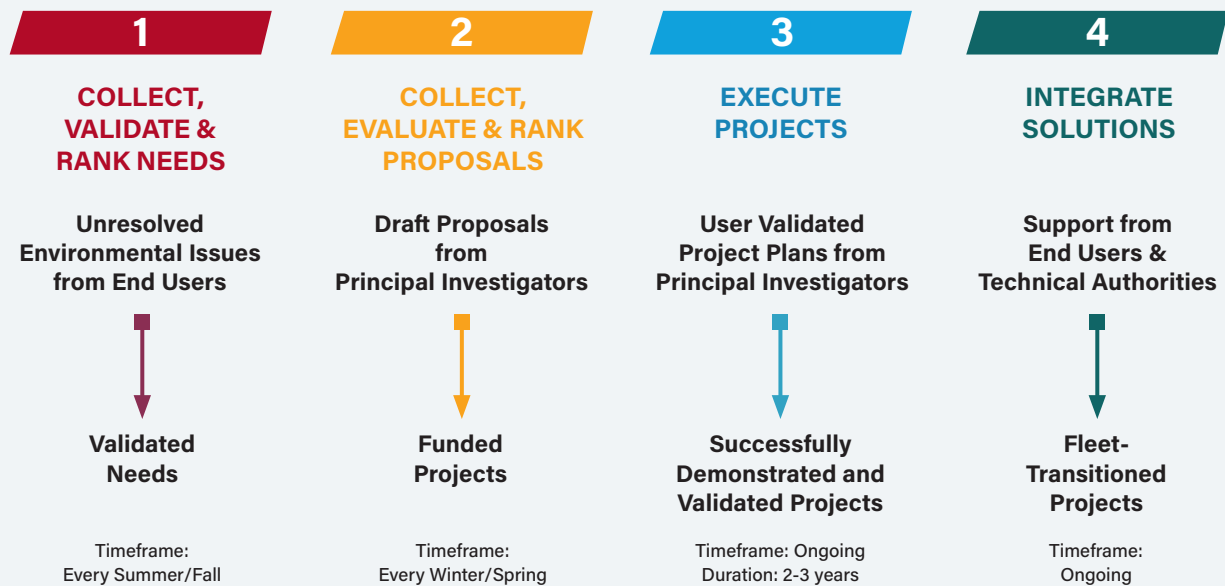 1
COLLECT,
VALIDATE &
RANK NEEDS
Unresolved
Environmental Issues
from End Users
Validated
Needs
Timeframe:
Every Summer/Fall
2
COLLECT,
EVALUATE & RANK
PROPOSALS
Draft Proposals
from
Principal Investigators
Funded
Projects
Timeframe:
Every Winter/Spring
3
EXECUTE
PROJECTS
User Validated
Project Plans from
Principal Investigators
Successfully
Demonstrated and
Validated Projects
Timeframe: Ongoing
Duration: 2-3 years
4
INTEGRATE
SOLUTIONS
Support from
End Users &
Technical Authorities
Fleet-
Transitioned
Projects
Timeframe:
Ongoing